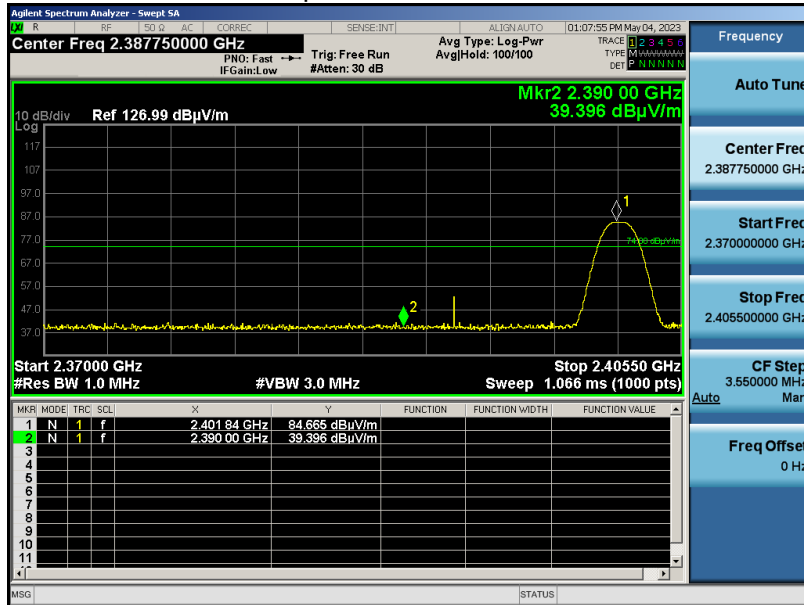 Agilent Spectrum Analyzer - Swept SA
LXI R RF 50 Ω AC CORREC SENSE:INT ALIGN AUTO 01:07:55 PM May 04, 2023
Center Freq 2.387750000 GHz
PNO: Fast
IFGain:Low
Trig: Free Run
#Atten: 30 dB
Avg Type: Log-Pwr
Avg|Hold: 100/100
TRACE 1 2 3 4 5 6
TYPE M
DET P N N N N N
Mkr2 2.390 00 GHz
39.396 dBµV/m
10 dB/div Ref 126.99 dBµV/m
Log
117
107
97.0
87.0
77.0
67.0
57.0
47.0
37.0
1
74.00 dBµV/m
2
Start 2.37000 GHz Stop 2.40550 GHz
#Res BW 1.0 MHz #VBW 3.0 MHz Sweep 1.066 ms (1000 pts)
MKR MODE TRC SCL X Y FUNCTION FUNCTION WIDTH FUNCTION VALUE
1 N 1 f 2.401 84 GHz 84.665 dBµV/m
2 N 1 f 2.390 00 GHz 39.396 dBµV/m
3
4
5
6
7
8
9
10
11
MSG STATUS
Frequency
Auto Tune
Center Freq
2.387750000 GHz
Start Freq
2.370000000 GHz
Stop Freq
2.405500000 GHz
CF Step
3.550000 MHz
Auto Man
Freq Offset
0 Hz